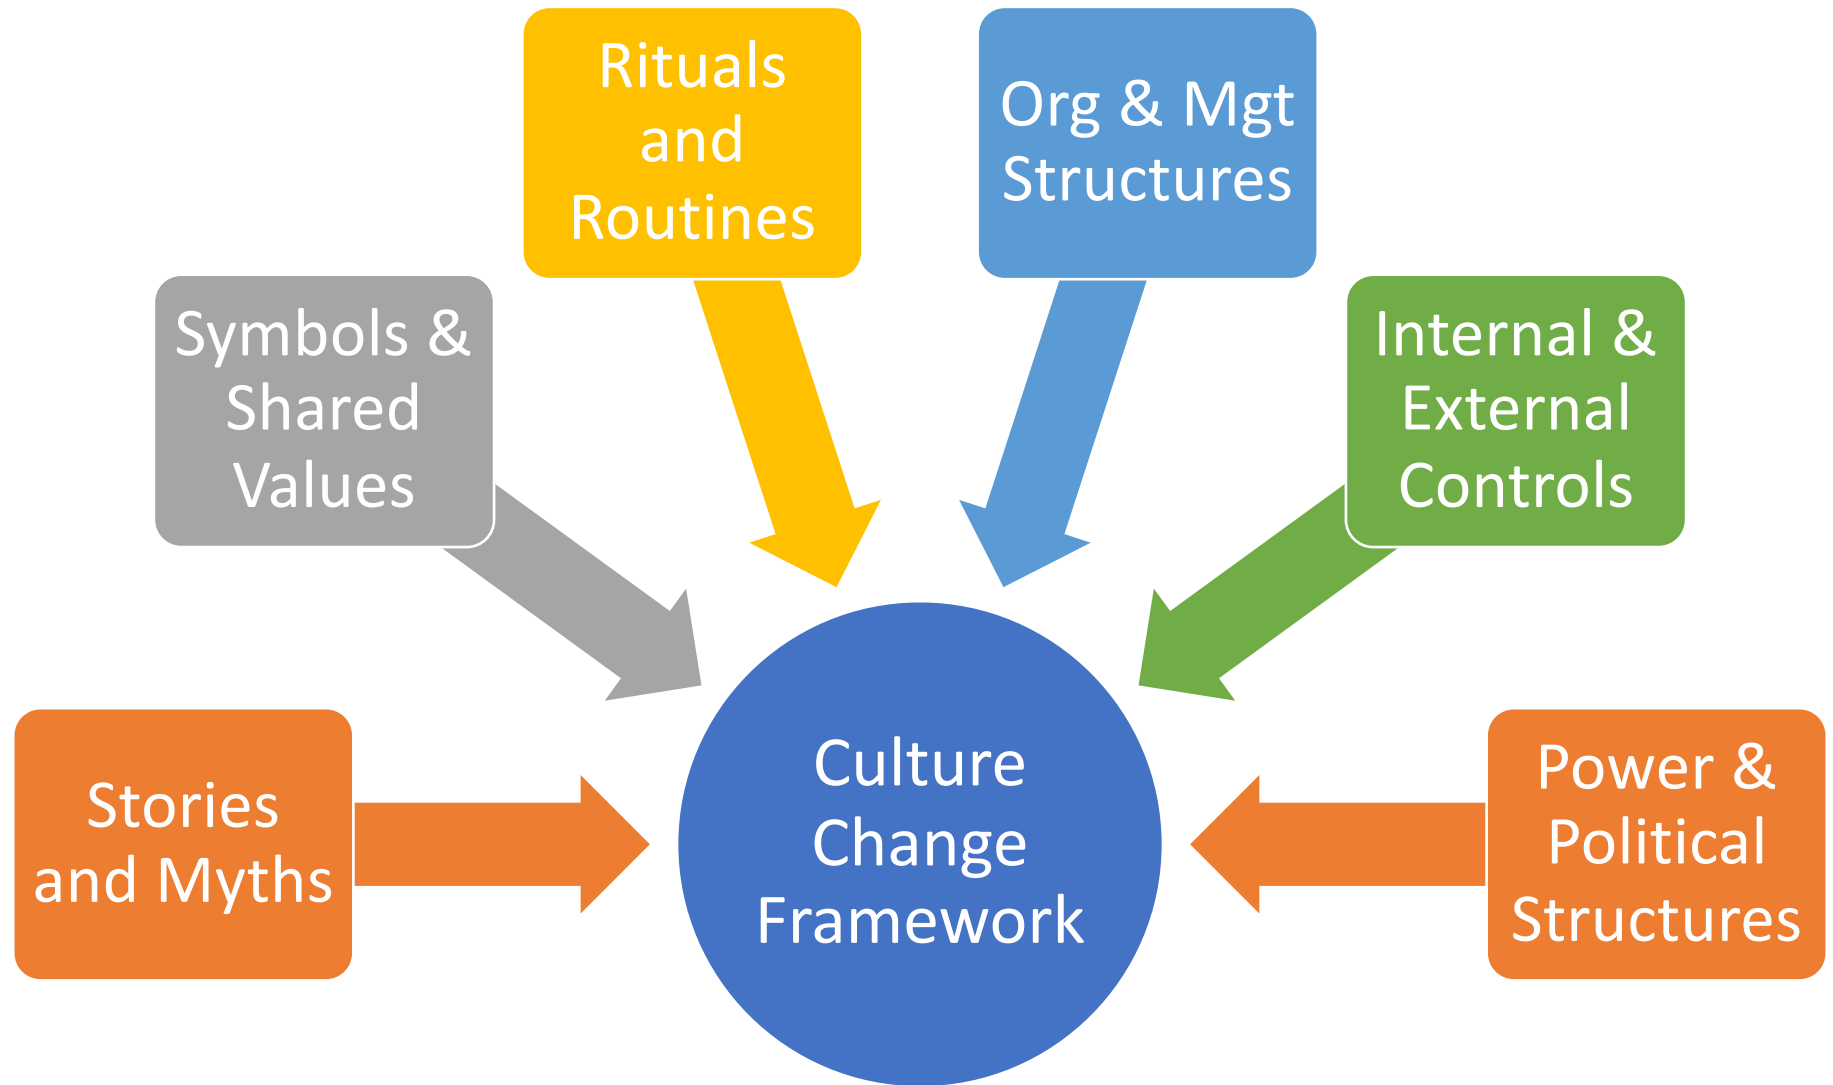 Rituals
and
Routines
Org & Mgt
Structures
Symbols &
Shared
Values
Internal &
External
Controls
Stories
and Myths
Culture
Change
Framework
Power &
Political
Structures